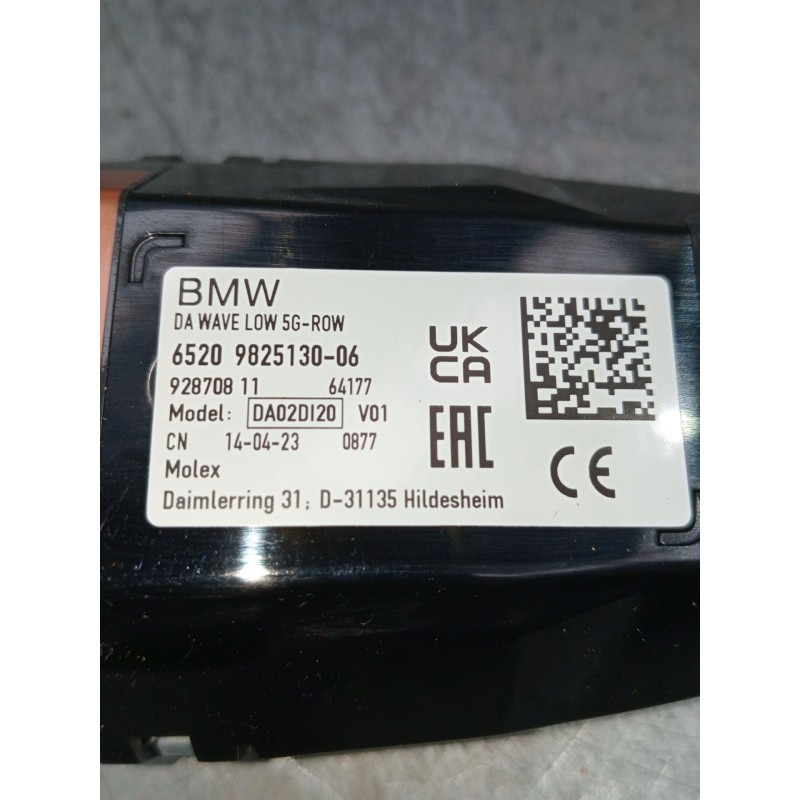 BMW
DA WAVE LOW 5G-ROW
6520 9825130-06
928708 11 64177
Model: DA02DI20 V01
CN 14-04-23 0877
Molex
Daimlerring 31; D-31135 Hildesheim
UK
CA
EAC
CE